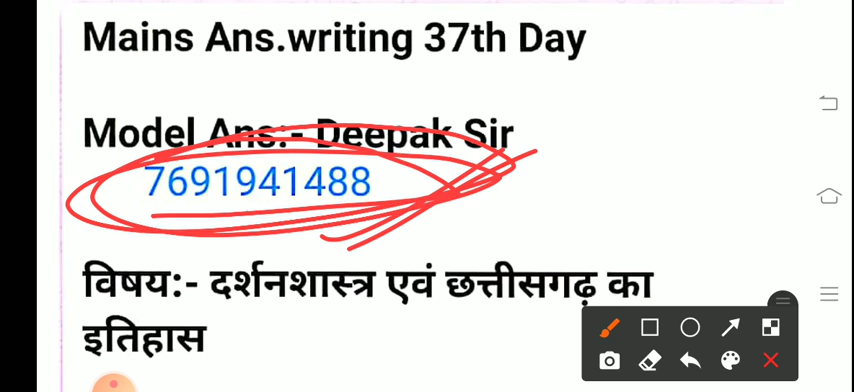 Mains Ans.writing 37th Day
Model Ans:- Deepak Sir
7691941488
विषय:- दर्शनशास्त्र एवं छत्तीसगढ़ का
इतिहास